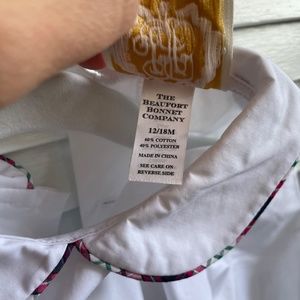 THE
BEAUFORT
BONNET
COMPANY
12/18M
60% COTTON
40% POLYESTER
MADE IN CHINA
SEE CARE ON
REVERSE SIDE